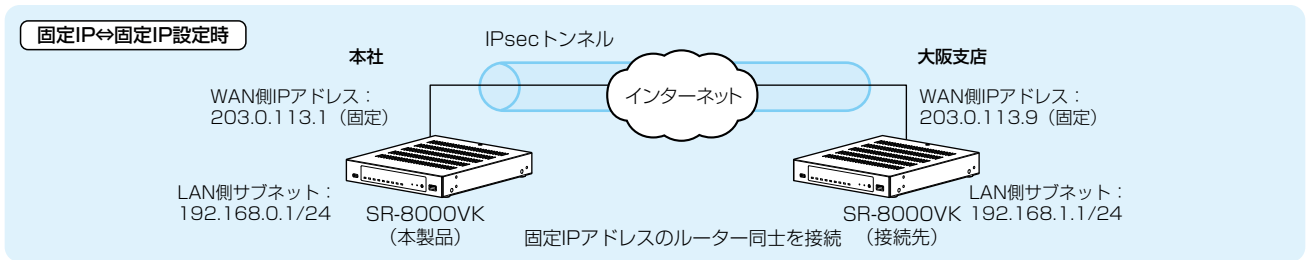 固定IP⇔固定IP設定時
IPsecトンネル
本社
大阪支店
WAN側IPアドレス：
203.0.113.1（固定）
インターネット
WAN側IPアドレス：
203.0.113.9（固定）
LAN側サブネット：
192.168.0.1/24
SR-8000VK
（本製品）
固定IPアドレスのルーター同士を接続
SR-8000VK
（接続先）
LAN側サブネット：
192.168.1.1/24